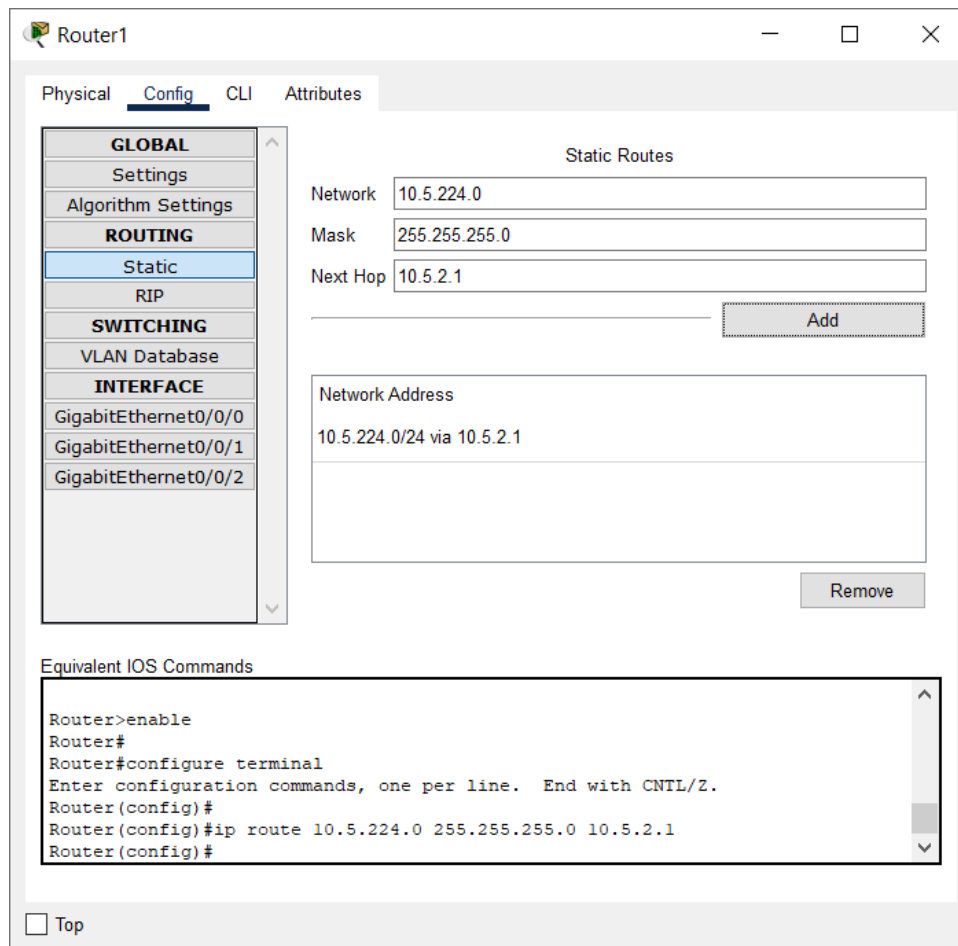 Router1
Physical Config CLI Attributes
GLOBAL
Settings
Algorithm Settings
ROUTING
Static
RIP
SWITCHING
VLAN Database
INTERFACE
GigabitEthernet0/0/0
GigabitEthernet0/0/1
GigabitEthernet0/0/2
Static Routes
Network 10.5.224.0
Mask 255.255.255.0
Next Hop 10.5.2.1
Add
Network Address
10.5.224.0/24 via 10.5.2.1
Remove
Equivalent IOS Commands
Router>enable
Router#
Router#configure terminal
Enter configuration commands, one per line. End with CNTL/Z.
Router(config)#
Router(config)#ip route 10.5.224.0 255.255.255.0 10.5.2.1
Router(config)#
Top